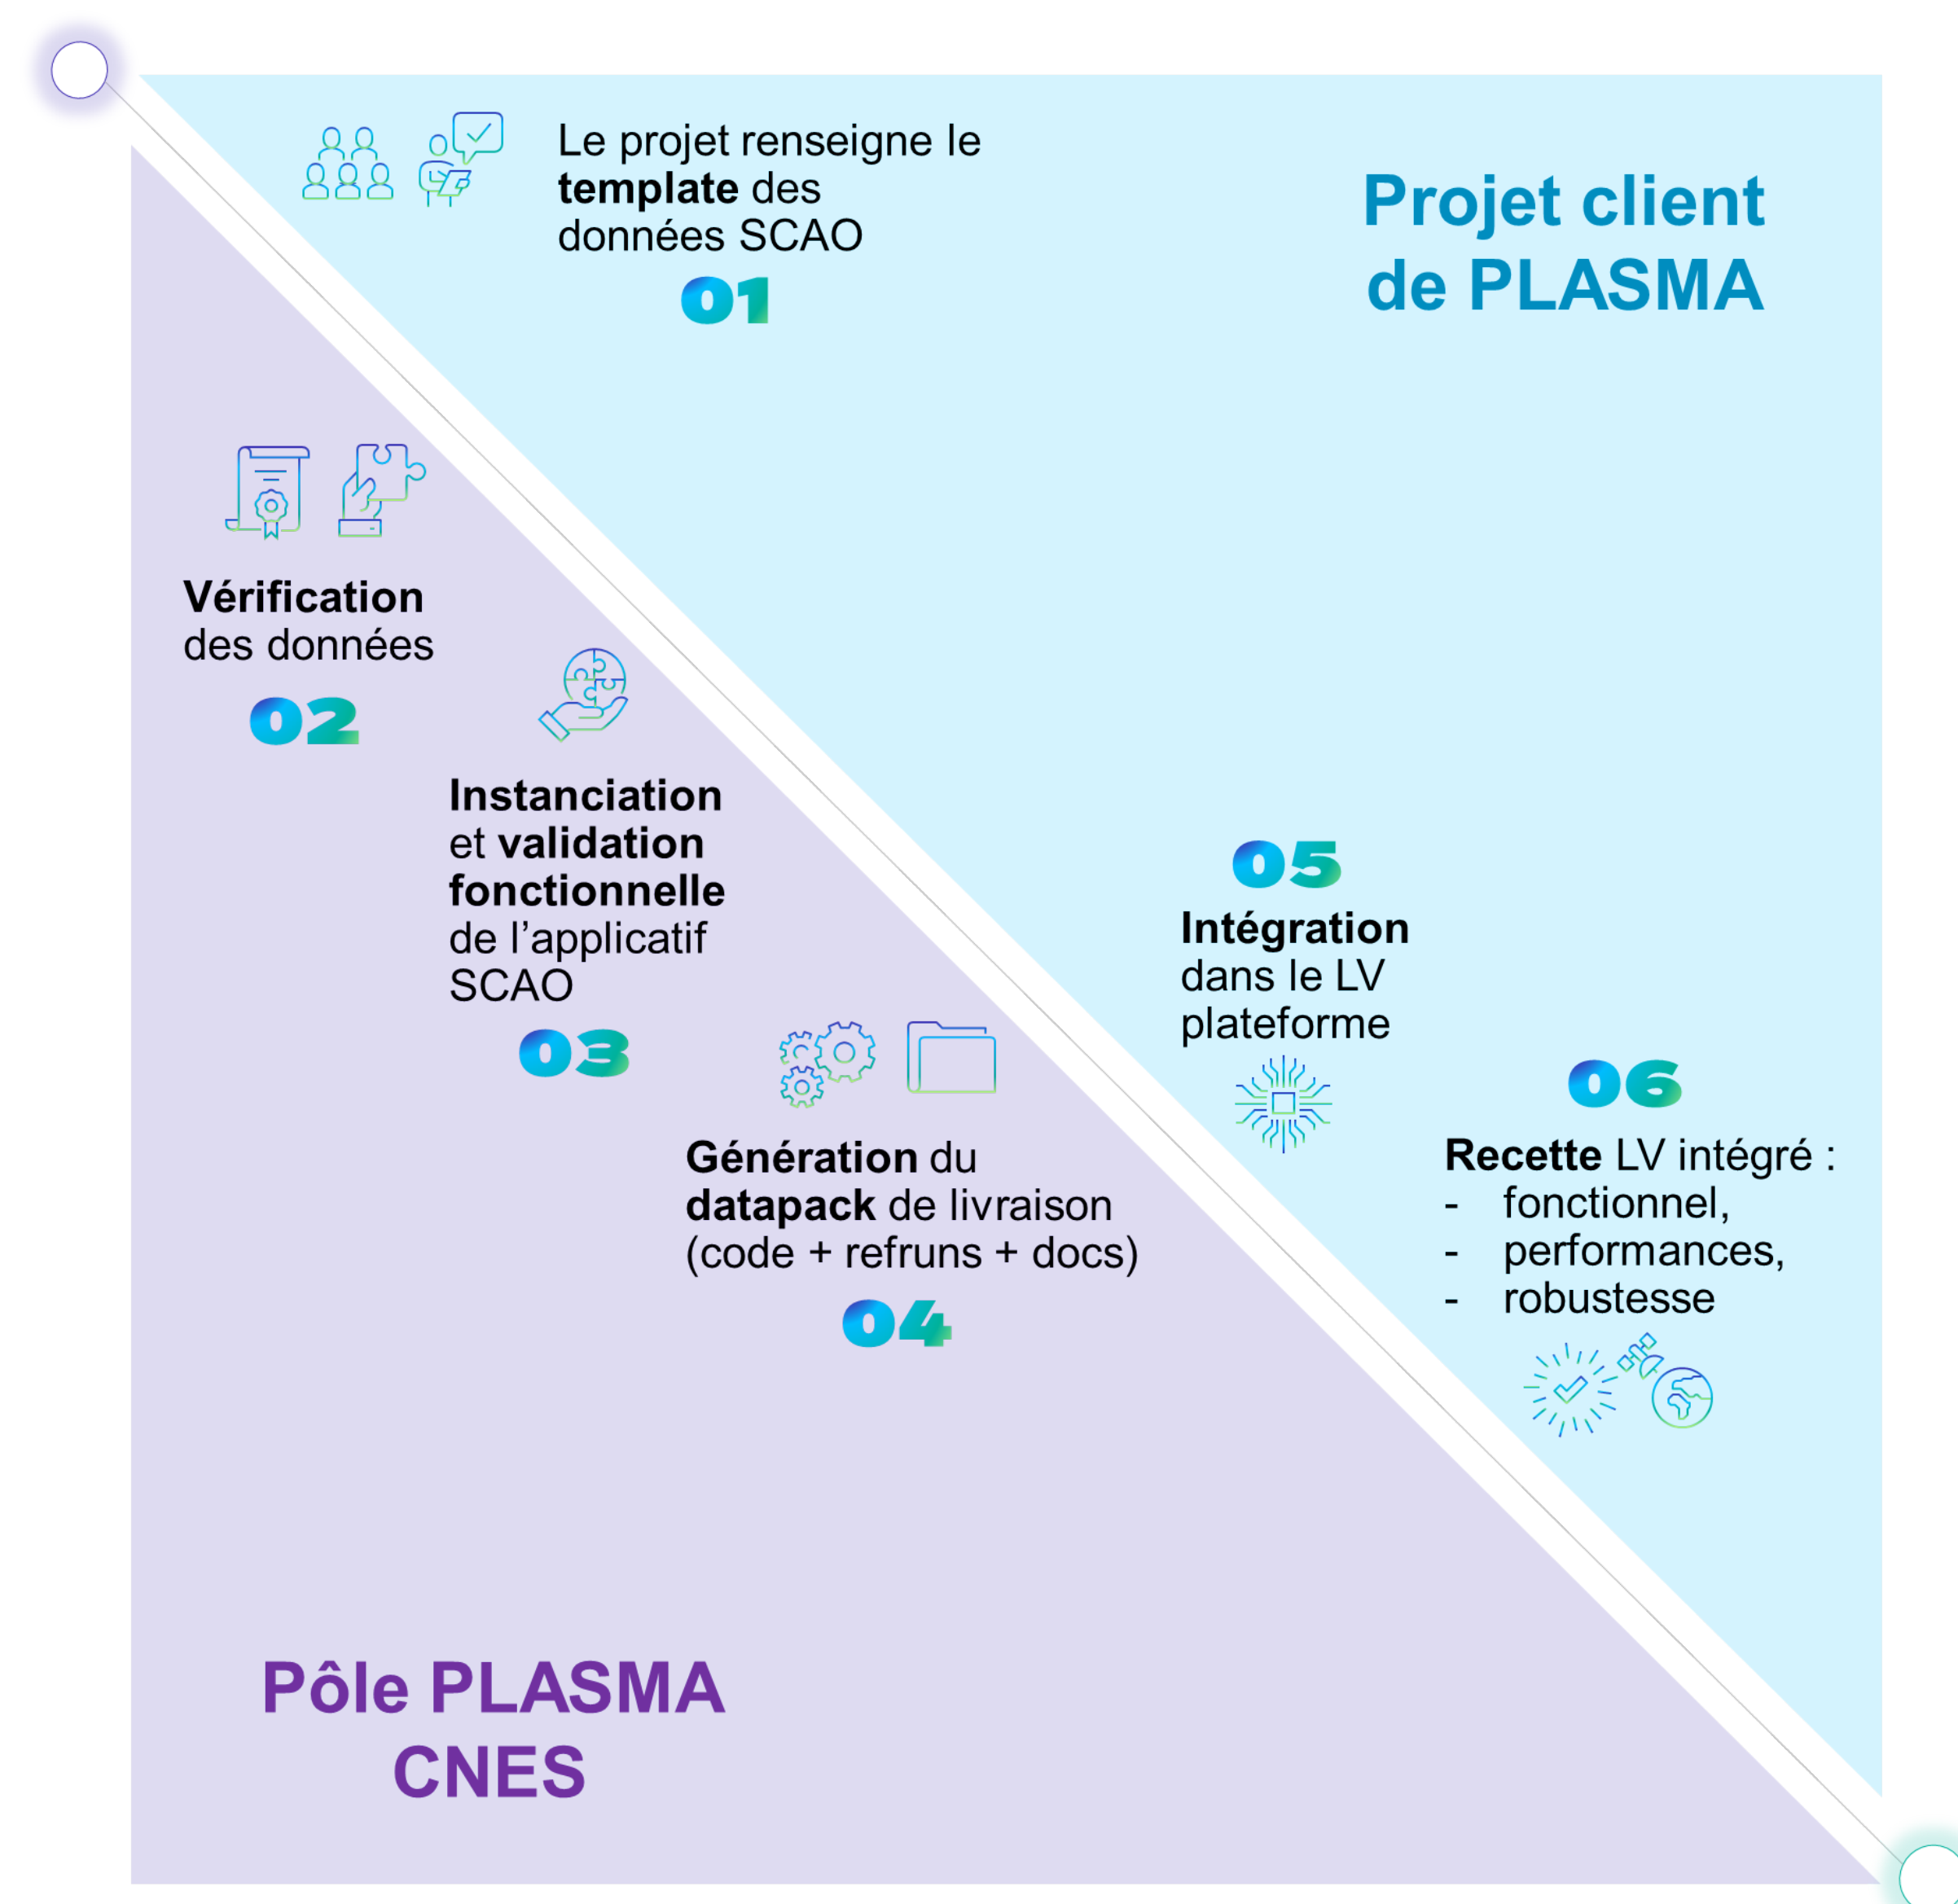 Le projet renseigne le
template des
données SCAO
01
Projet client
de PLASMA
Vérification
des données
02
Instanciation
et validation
fonctionnelle
de l’applicatif
SCAO
03
Génération du
datapack de livraison
(code + refruns + docs)
04
05
Intégration
dans le LV
plateforme
06
Recette LV intégré :
- fonctionnel,
- performances,
- robustesse
Pôle PLASMA
CNES